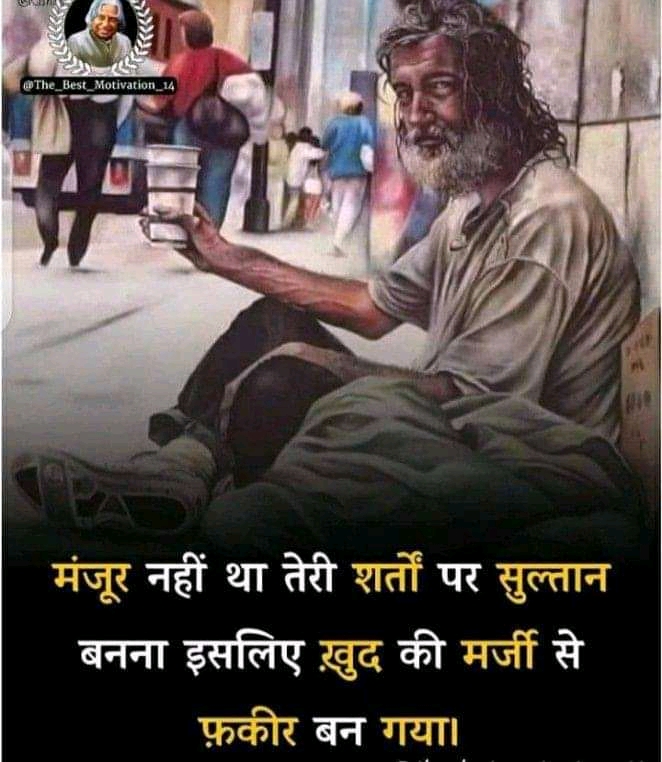 @The_Best_Motivation_14
मंजूर नहीं था तेरी शर्तों पर सुल्तान
बनना इसलिए ख़ुद की मर्जी से
फ़कीर बन गया।